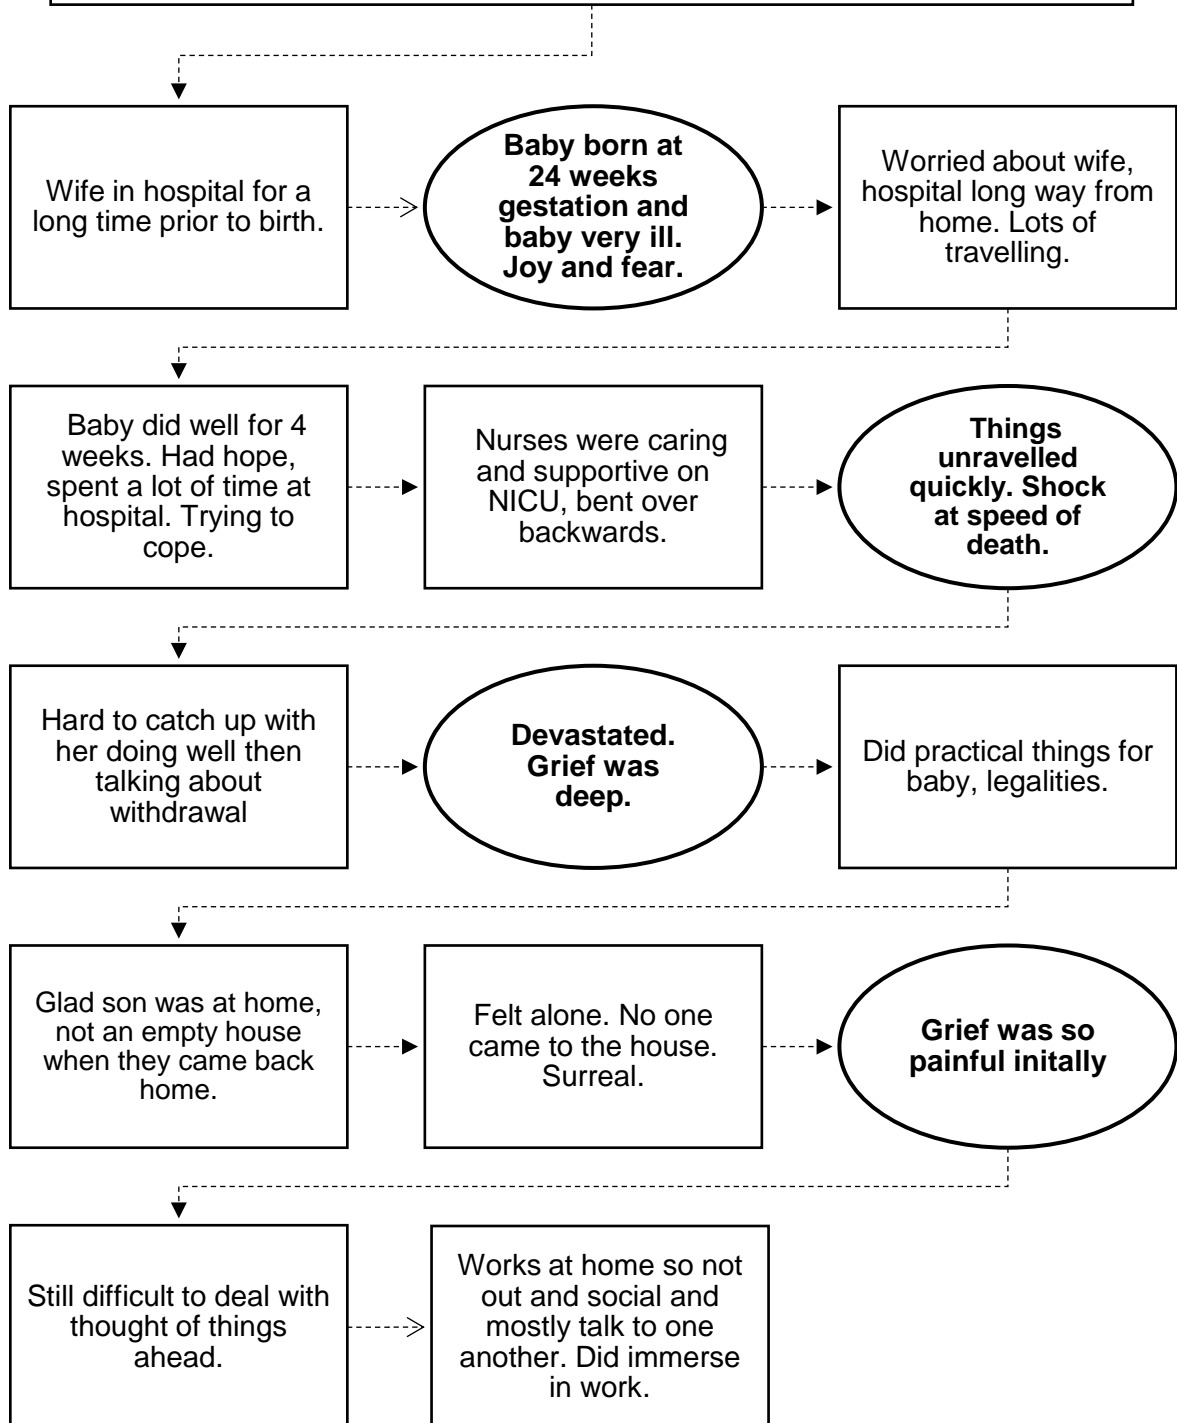 Wife in hospital for a
long time prior to birth.
Baby born at
24 weeks
gestation and
baby very ill.
Joy and fear.
Worried about wife,
hospital long way from
home. Lots of
travelling.
Baby did well for 4
weeks. Had hope,
spent a lot of time at
hospital. Trying to
cope.
Nurses were caring
and supportive on
NICU, bent over
backwards.
Things
unravelled
quickly. Shock
at speed of
death.
Hard to catch up with
her doing well then
talking about
withdrawal
Devastated.
Grief was
deep.
Did practical things for
baby, legalities.
Glad son was at home,
not an empty house
when they came back
home.
Felt alone. No one
came to the house.
Surreal.
Grief was so
painful initally
Still difficult to deal with
thought of things
ahead.
Works at home so not
out and social and
mostly talk to one
another. Did immerse
in work.